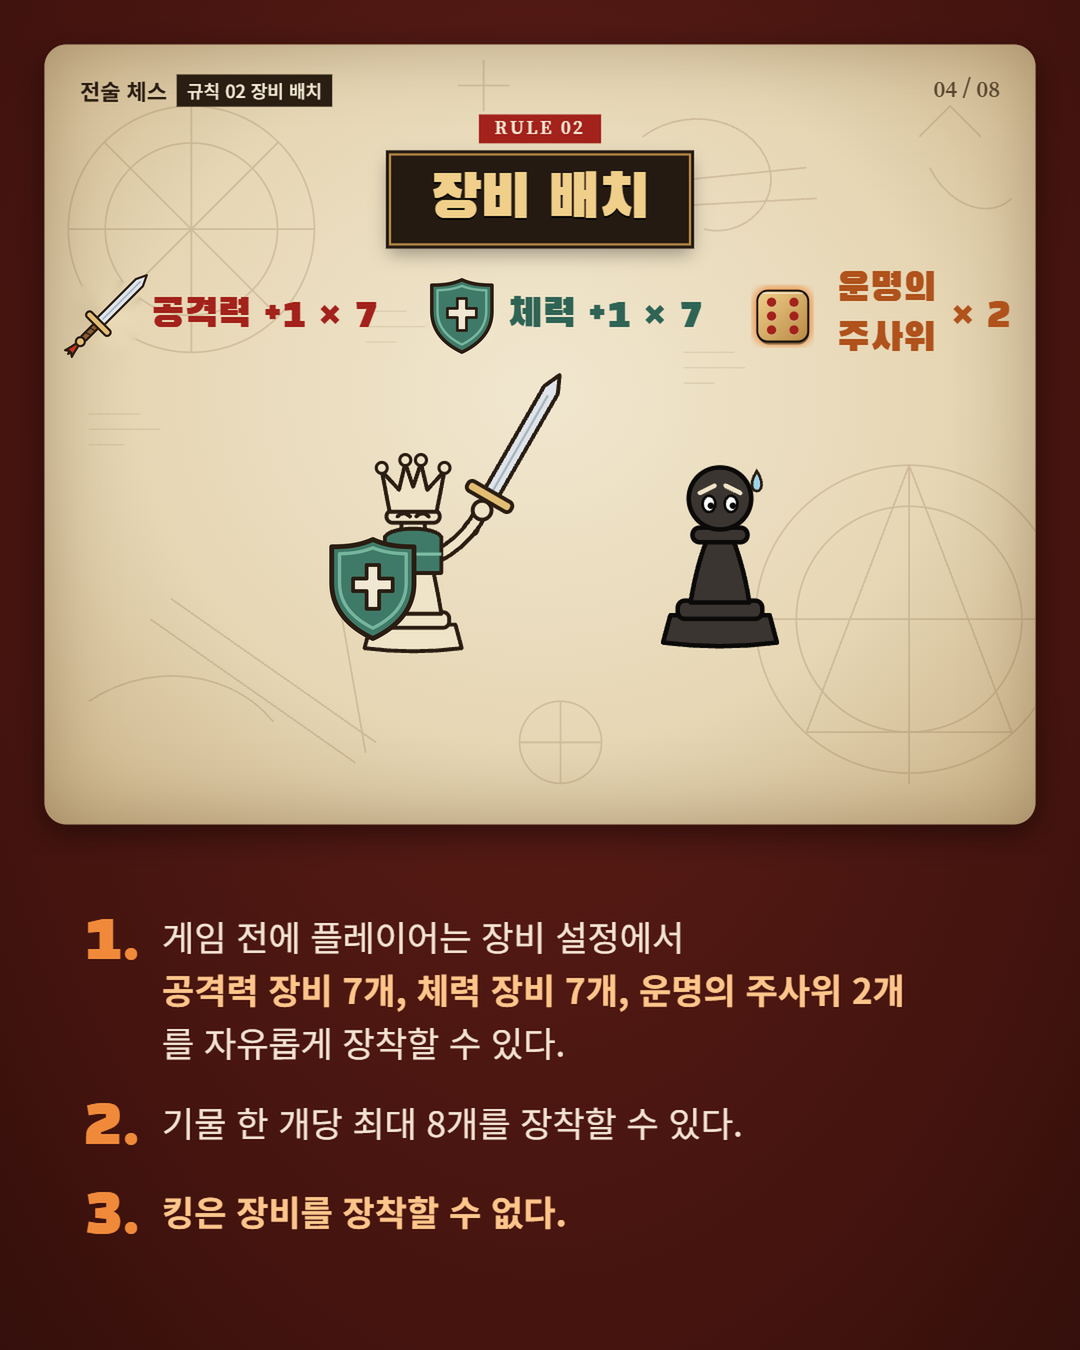 전술 체스 규칙 02 장비 배치
04 / 08
RULE 02
장비 배치
공격력 +1 × 7
체력 +1 × 7
운명의
주사위
× 2
1. 게임 전에 플레이어는 장비 설정에서
공격력 장비 7개, 체력 장비 7개, 운명의 주사위 2개
를 자유롭게 장착할 수 있다.
2. 기물 한 개당 최대 8개를 장착할 수 있다.
3. 킹은 장비를 장착할 수 없다.